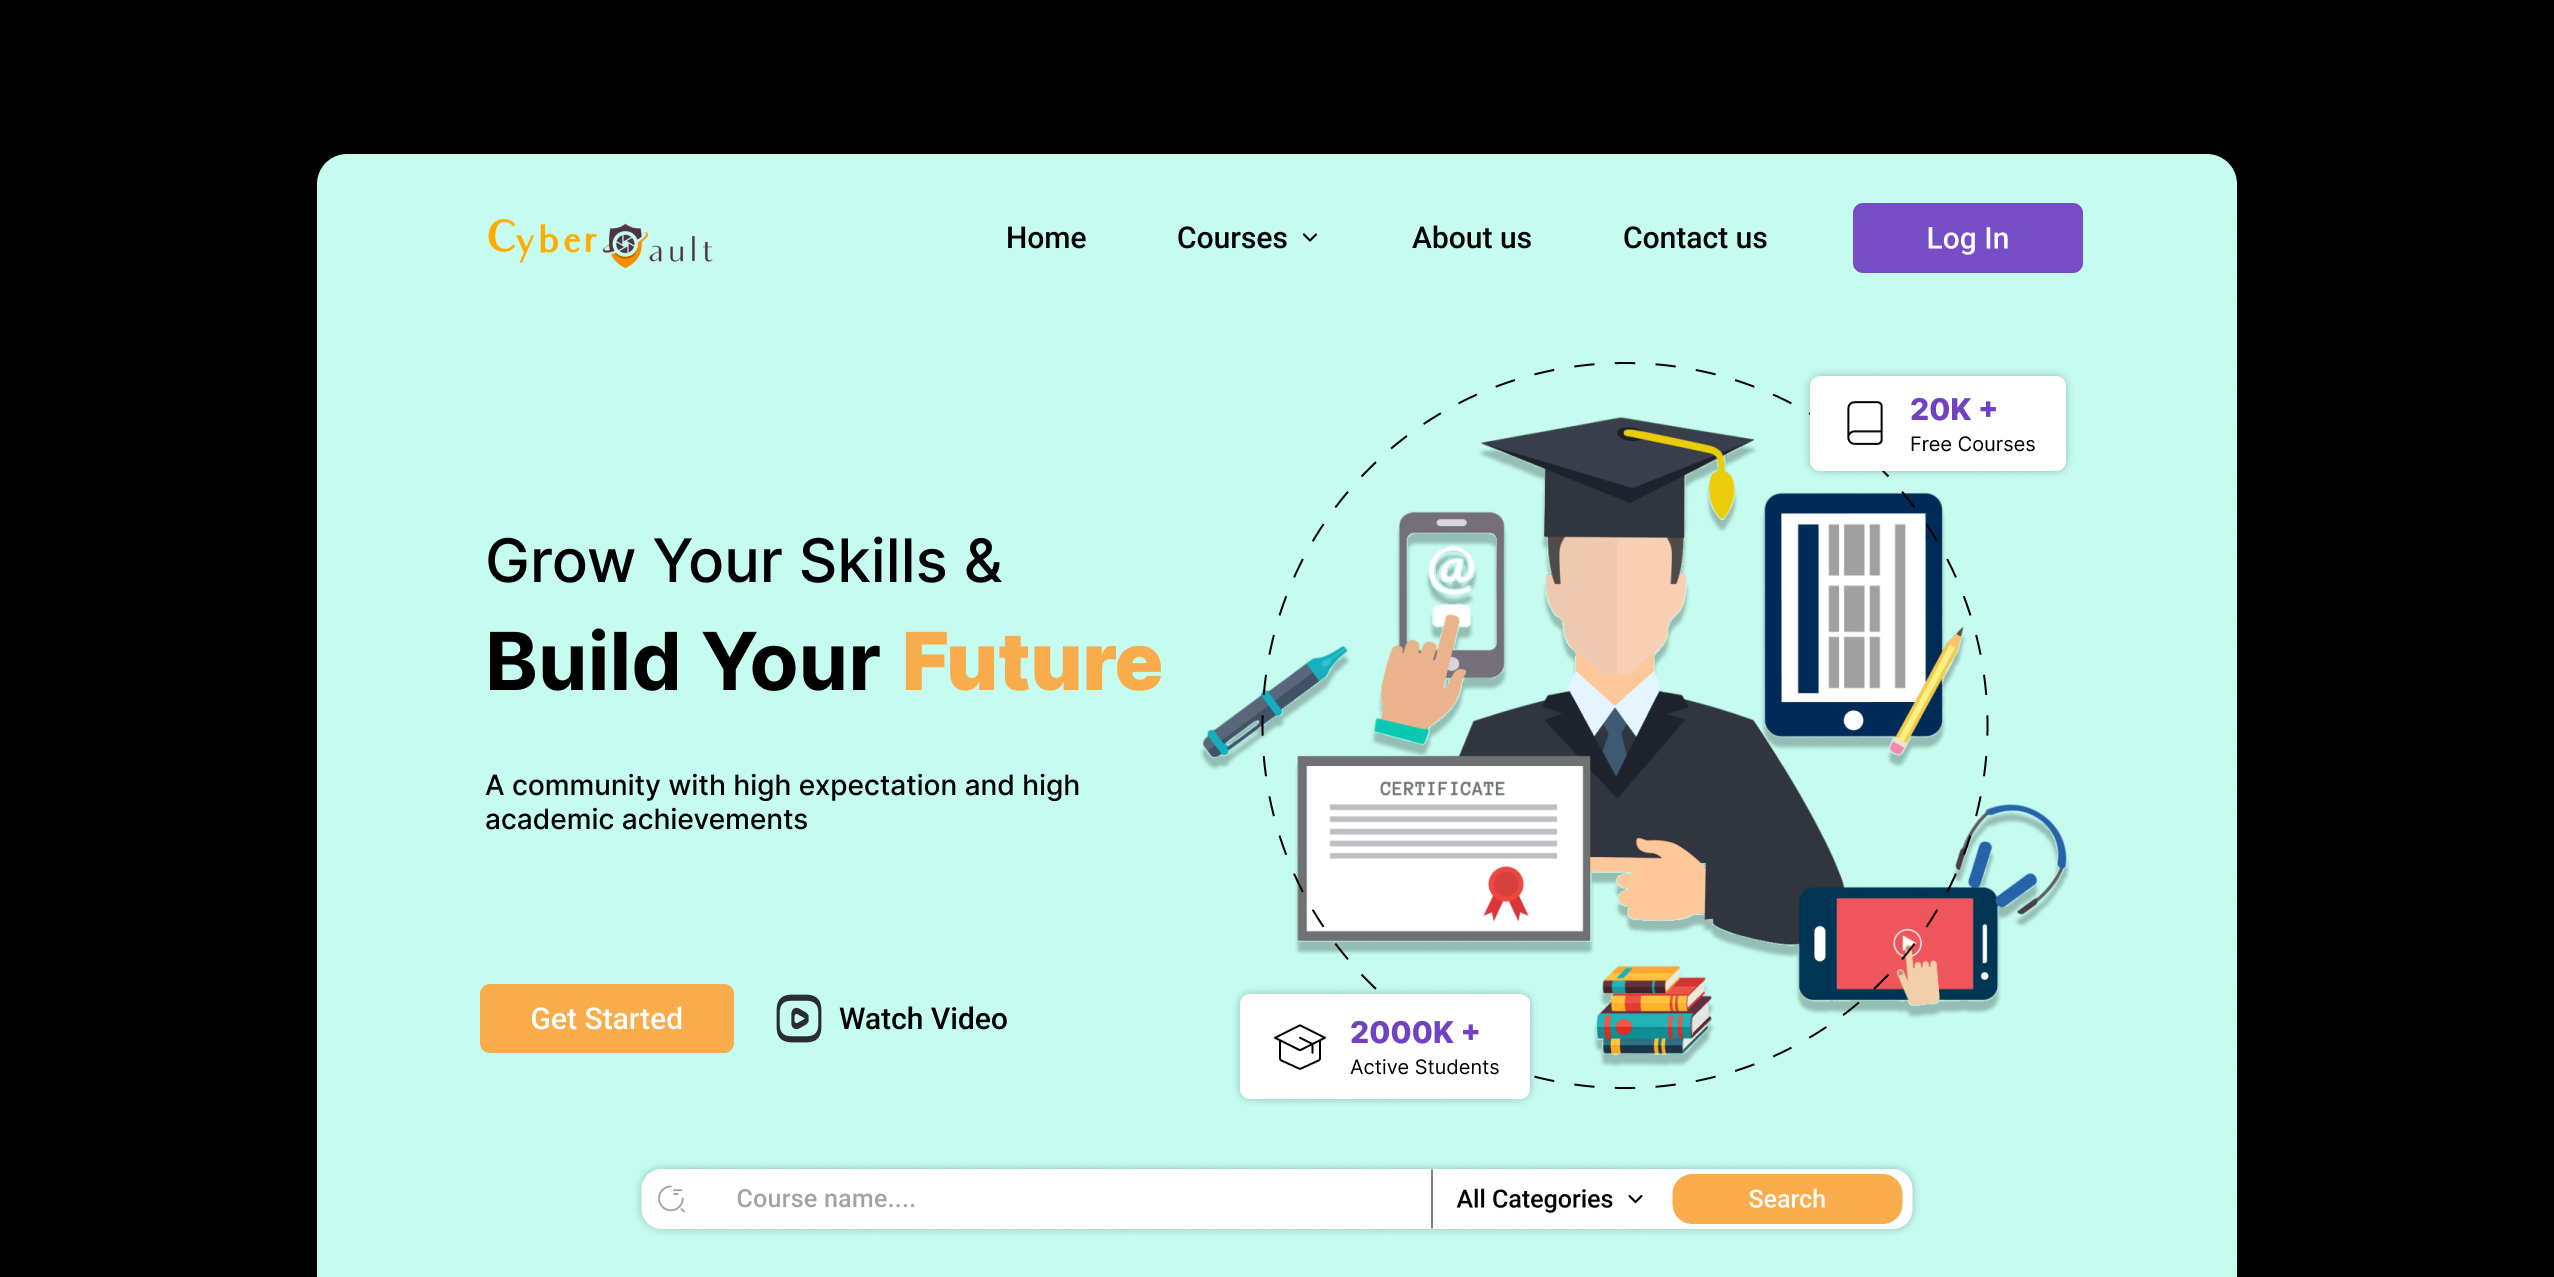 Cyber ault
Home
Courses
About us
Contact us
Log In
20K +
Free Courses
Grow Your Skills &
Build Your Future
@
A community with high expectation and high
academic achievements
CERTIFICATE
Get Started
Watch Video
2000K +
Active Students
Course name....
All Categories
Search